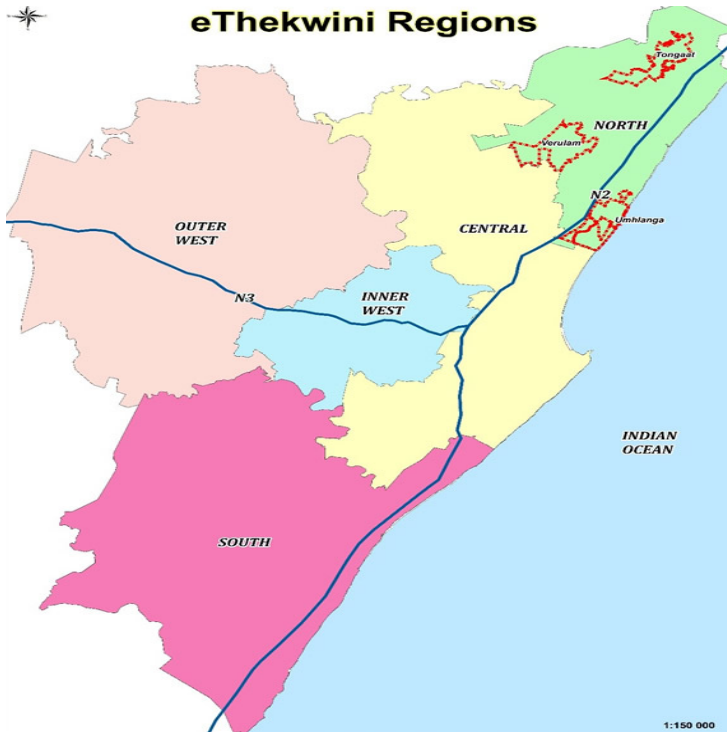 eThekwini Regions
Tongaat
NORTH
Verulam
N2
Umhlanga
OUTER
WEST
CENTRAL
N3
INNER
WEST
INDIAN
OCEAN
SOUTH
1:150 000